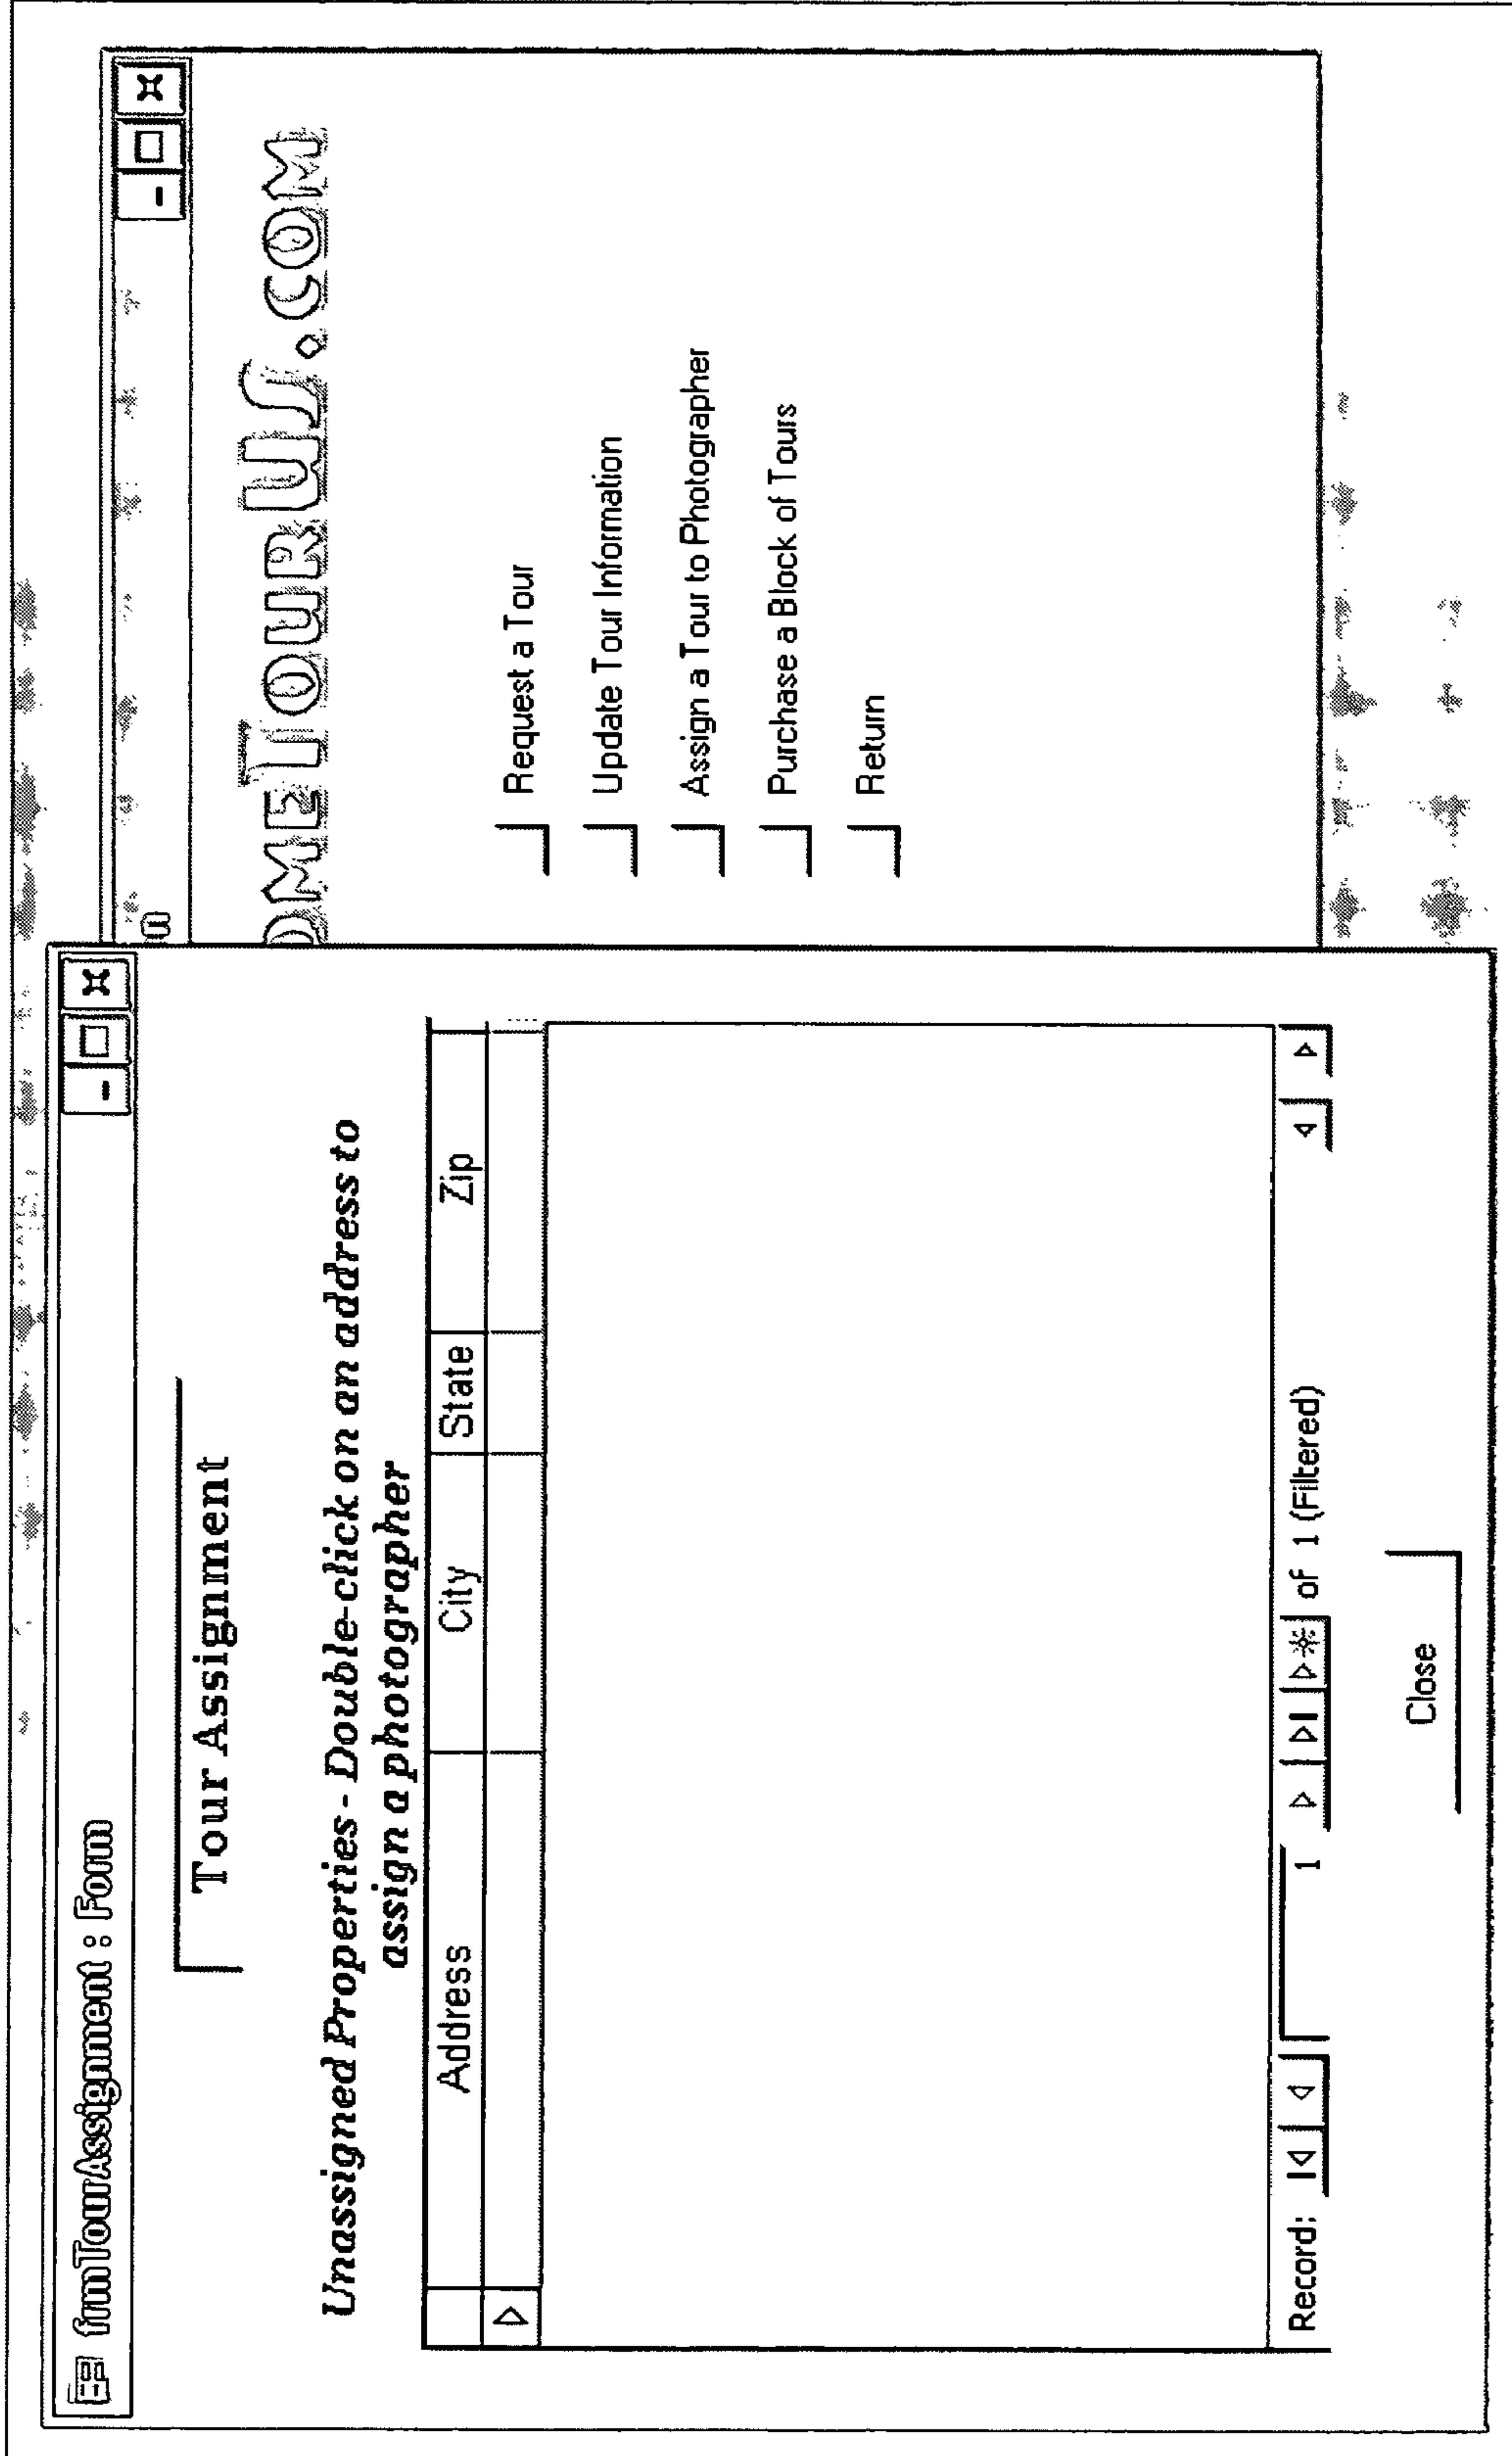 frmTourAssignment : Form
Tour Assignment
Unassigned Properties - Double-click on an address to
assign a photographer
Address City State Zip
Record: 1 of 1 (Filtered)
Close
OMETOURUS.COM
Request a Tour
Update Tour Information
Assign a Tour to Photographer
Purchase a Block of Tours
Return